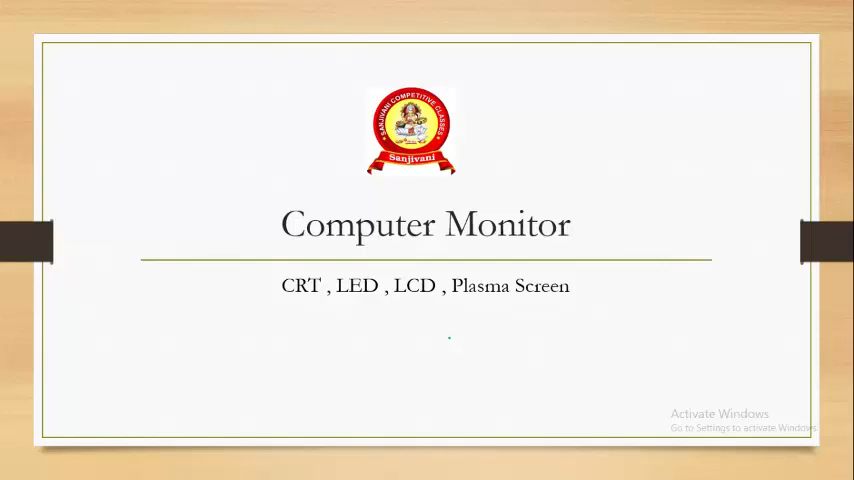 SANJIVANI COMPETITIVE CLASSES
Sanjivani
Computer Monitor
CRT , LED , LCD , Plasma Screen
Activate Windows
Go to Settings to activate Windows.